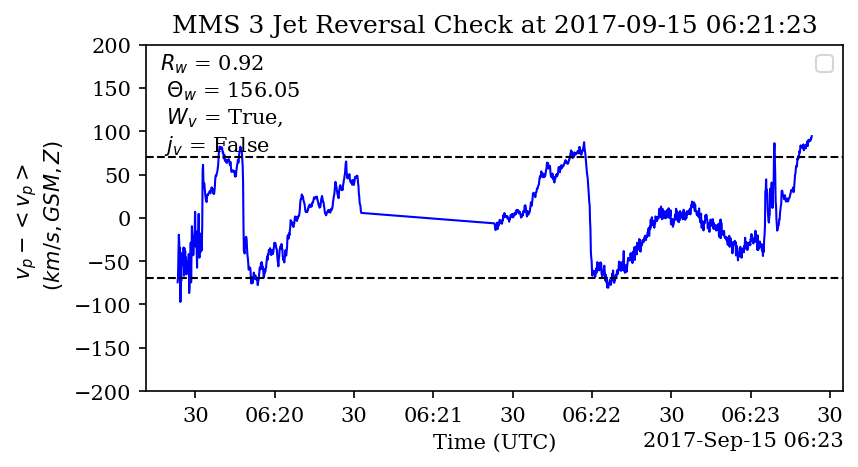 MMS 3 Jet Reversal Check at 2017-09-15 06:21:23
R_w = 0.92
Θ_w = 156.05
W_v = True,
j_v = False
v_p − < v_p >
(km/s, GSM, Z)
200
150
100
50
0
−50
−100
−150
−200
30 06:20 30 06:21 30 06:22 30 06:23 30
Time (UTC) 2017-Sep-15 06:23